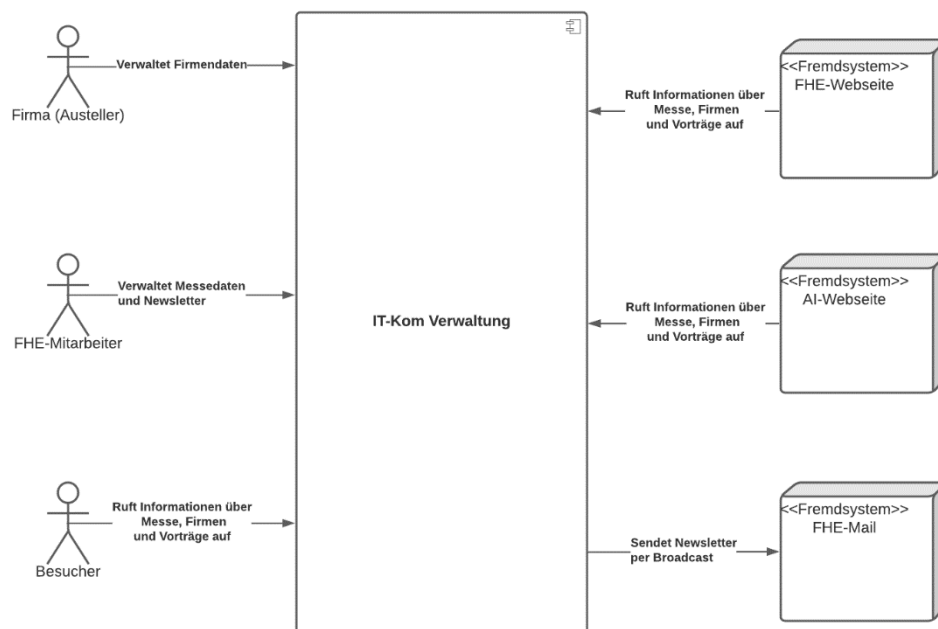 Verwaltet Firmendaten
Firma (Austeller)
Verwaltet Messedaten
und Newsletter
FHE-Mitarbeiter
Ruft Informationen über
Messe, Firmen
und Vorträge auf
Besucher
IT-Kom Verwaltung
<<Fremdsystem>>
FHE-Webseite
Ruft Informationen über
Messe, Firmen
und Vorträge auf
<<Fremdsystem>>
AI-Webseite
Ruft Informationen über
Messe, Firmen
und Vorträge auf
<<Fremdsystem>>
FHE-Mail
Sendet Newsletter
per Broadcast